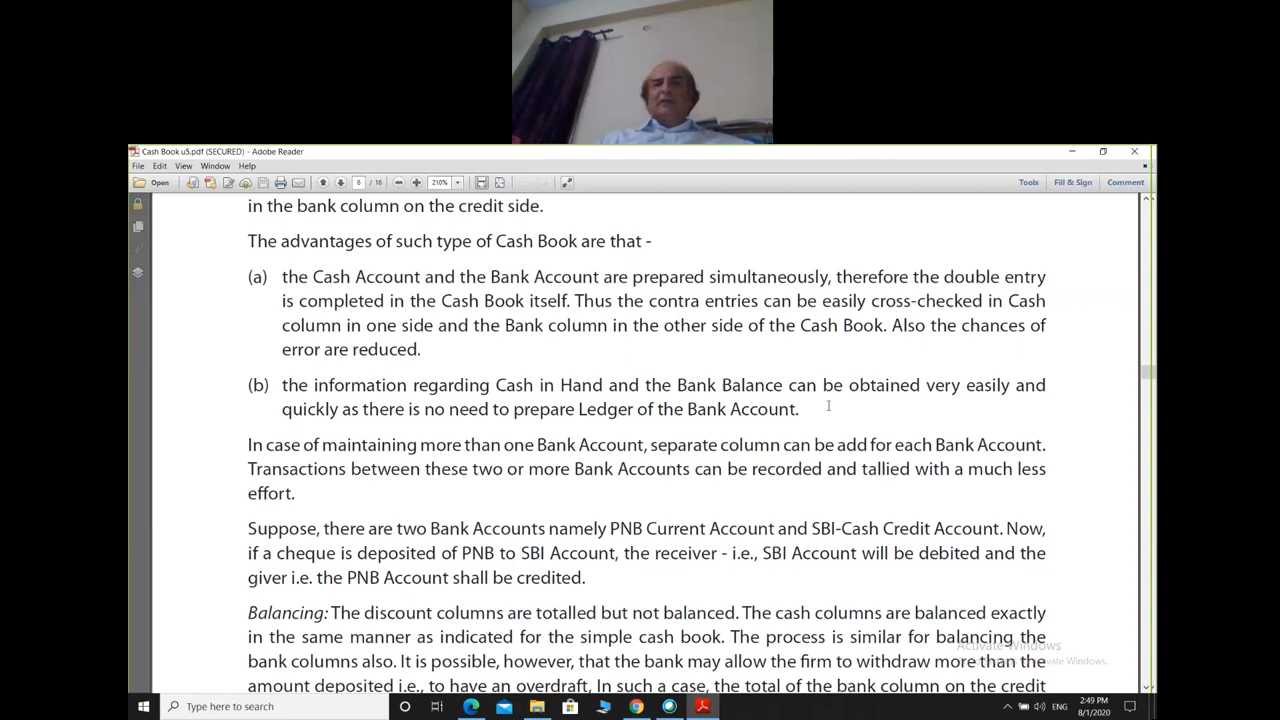 Cash Book u5.pdf (SECURED) - Adobe Reader
File Edit View Window Help
Open 6 / 16 210% Tools Fill & Sign Comment
in the bank column on the credit side.
The advantages of such type of Cash Book are that -
(a) the Cash Account and the Bank Account are prepared simultaneously, therefore the double entry
is completed in the Cash Book itself. Thus the contra entries can be easily cross-checked in Cash
column in one side and the Bank column in the other side of the Cash Book. Also the chances of
error are reduced.
(b) the information regarding Cash in Hand and the Bank Balance can be obtained very easily and
quickly as there is no need to prepare Ledger of the Bank Account.
In case of maintaining more than one Bank Account, separate column can be add for each Bank Account.
Transactions between these two or more Bank Accounts can be recorded and tallied with a much less
effort.
Suppose, there are two Bank Accounts namely PNB Current Account and SBI-Cash Credit Account. Now,
if a cheque is deposited of PNB to SBI Account, the receiver - i.e., SBI Account will be debited and the
giver i.e. the PNB Account shall be credited.
Balancing: The discount columns are totalled but not balanced. The cash columns are balanced exactly
in the same manner as indicated for the simple cash book. The process is similar for balancing the
Activate Windows
bank columns also. It is possible, however, that the bank may allow the firm to withdraw more than the
amount deposited i.e., to have an overdraft, In such a case, the total of the bank column on the credit
Type here to search
ENG
2:49 PM
8/1/2020